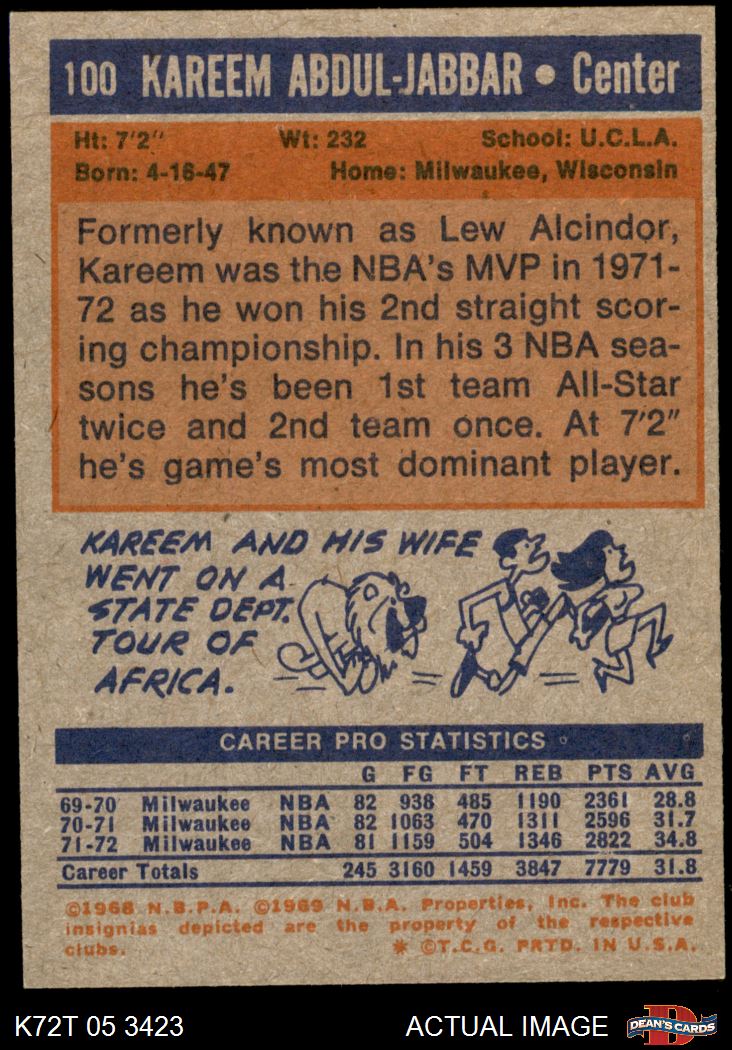 100 KAREEM ABDUL-JABBAR • Center
Ht: 7'2" Wt: 232 School: U.C.L.A.
Born: 4-16-47 Home: Milwaukee, Wisconsin
Formerly known as Lew Alcindor,
Kareem was the NBA's MVP in 1971-
72 as he won his 2nd straight scor-
ing championship. In his 3 NBA sea-
sons he's been 1st team All-Star
twice and 2nd team once. At 7'2"
he's game's most dominant player.
KAREEM AND HIS WIFE
WENT ON A
STATE DEPT.
TOUR OF
AFRICA.
CAREER PRO STATISTICS
G FG FT REB PTS AVG
69-70 Milwaukee NBA 82 938 485 1190 2361 28.8
70-71 Milwaukee NBA 82 1063 470 1311 2596 31.7
71-72 Milwaukee NBA 81 1159 504 1346 2822 34.8
Career Totals 245 3160 1459 3847 7779 31.8
©1968 N.B.P.A. ©1969 N.B.A. Properties, Inc. The club
insignias depicted are the property of the respective
clubs. * ©T.C.G. PRTD. IN U.S.A.
K72T 05 3423 ACTUAL IMAGE DEAN'S CARDS